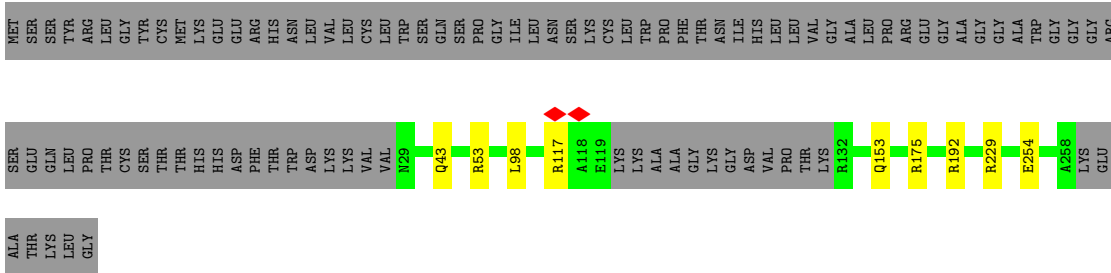 MET SER SER TYR ARG LEU GLY TYR CYS MET LYS GLU GLU ARG HIS ASN LEU VAL LEU CYS LEU TRP SER GLN SER PRO GLY ILE LEU ASN SER LYS CYS LEU TRP PRO PHE THR ASN ILE HIS LEU LEU VAL GLY ALA LEU PRO ARG GLU GLY ALA GLY GLY ALA TRP GLY GLY GLY ARG
SER GLU GLN LEU PRO THR CYS SER THR THR HIS HIS ASP PHE THR TRP ASP LYS LYS VAL VAL N29 Q43 R53 L98 R117 A118 E119 LYS LYS ALA ALA GLY LYS GLY ASP VAL PRO THR LYS R132 Q153 R175 R192 R229 E254 A258 LYS GLU
ALA THR LYS LEU GLY